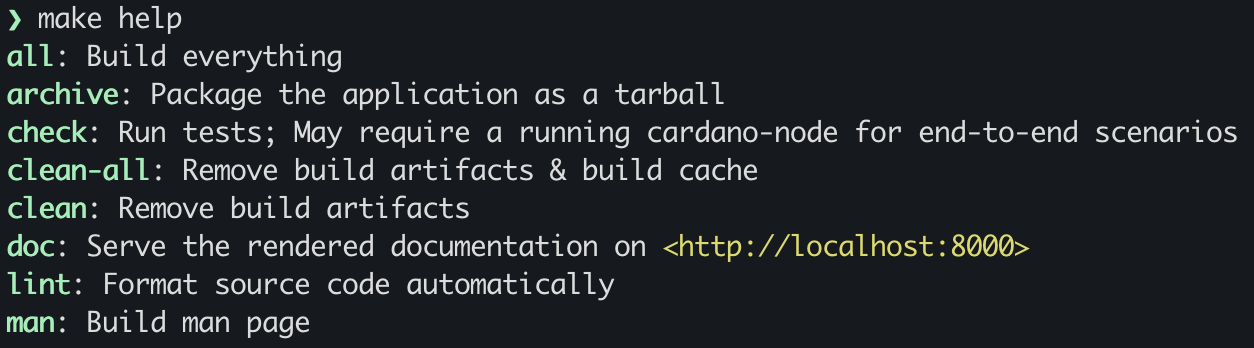 ❯ make help
all: Build everything
archive: Package the application as a tarball
check: Run tests; May require a running cardano-node for end-to-end scenarios
clean-all: Remove build artifacts & build cache
clean: Remove build artifacts
doc: Serve the rendered documentation on <http://localhost:8000>
lint: Format source code automatically
man: Build man page